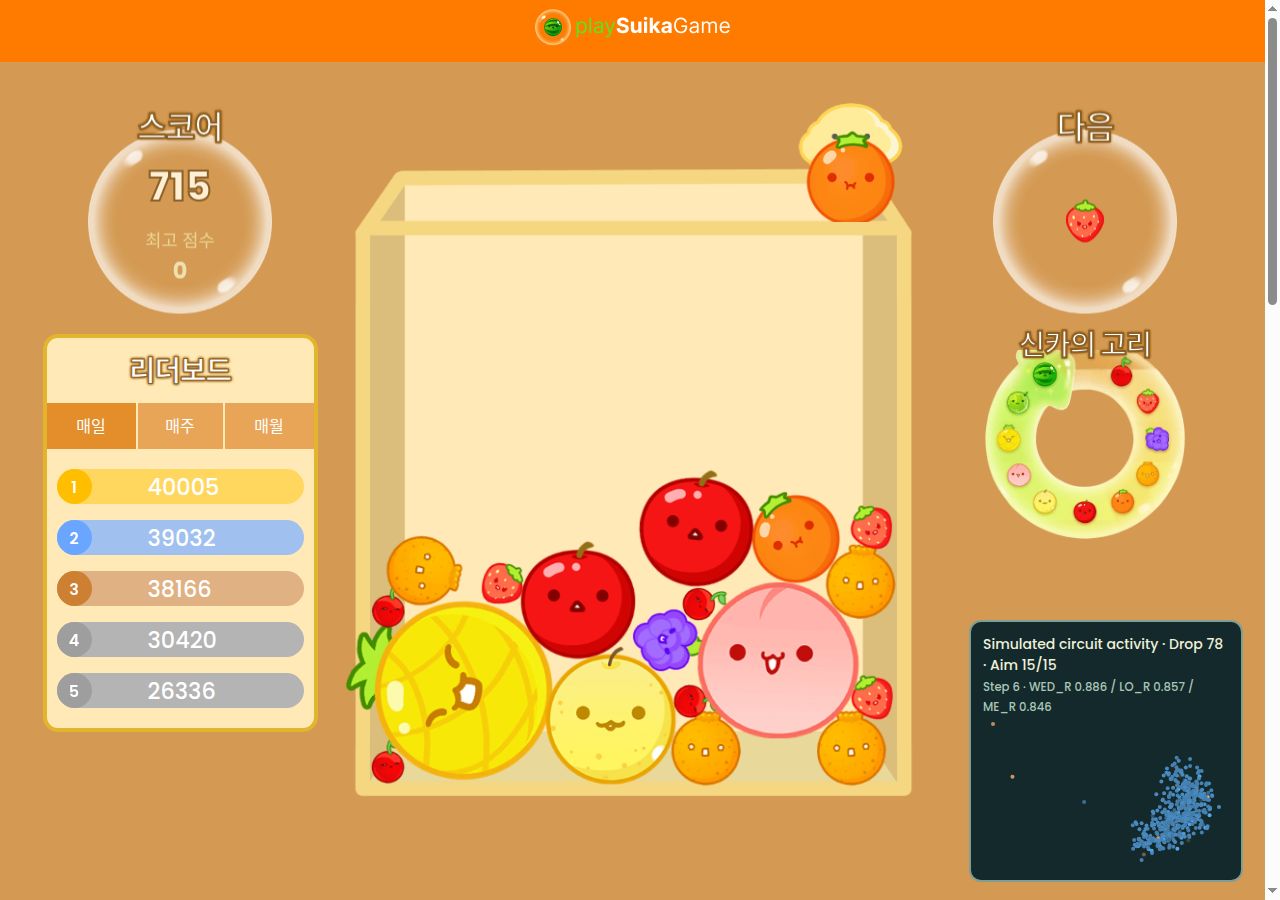 playSuikaGame
스코어
715
최고 점수
0
리더보드
매일 매주 매월
1 40005
2 39032
3 38166
4 30420
5 26336
다음
신카의 고리
Simulated circuit activity · Drop 78
· Aim 15/15
Step 6 · WED_R 0.886 / LO_R 0.857 /
ME_R 0.846